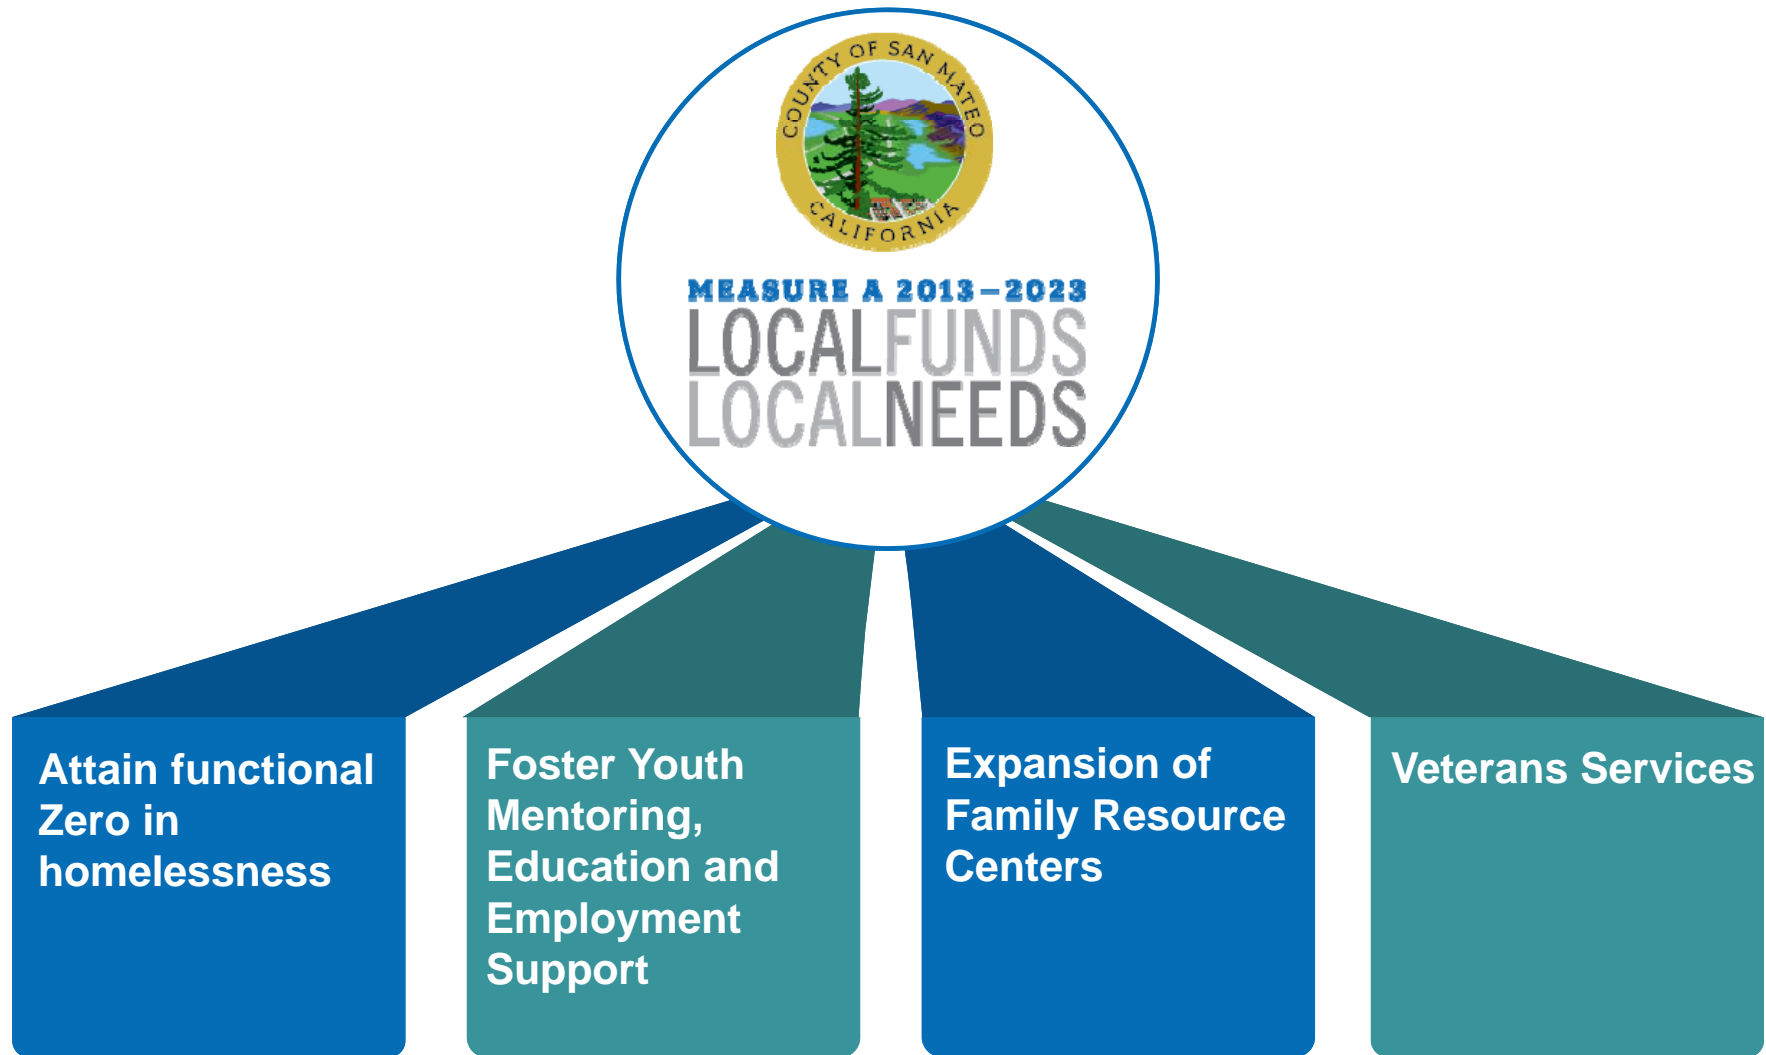 COUNTY OF SAN MATEO
CALIFORNIA
MEASURE A 2013–2023
LOCALFUNDS
LOCALNEEDS
Attain functional
Zero in
homelessness
Foster Youth
Mentoring,
Education and
Employment
Support
Expansion of
Family Resource
Centers
Veterans Services